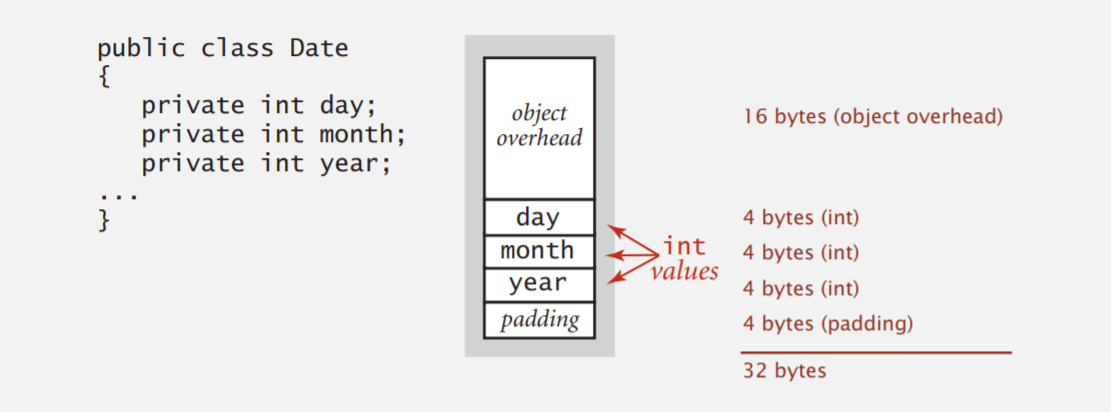 public class Date
{
private int day;
private int month;
private int year;
...
}
object
overhead
day
month
year
padding
int
values
16 bytes (object overhead)
4 bytes (int)
4 bytes (int)
4 bytes (int)
4 bytes (padding)
32 bytes